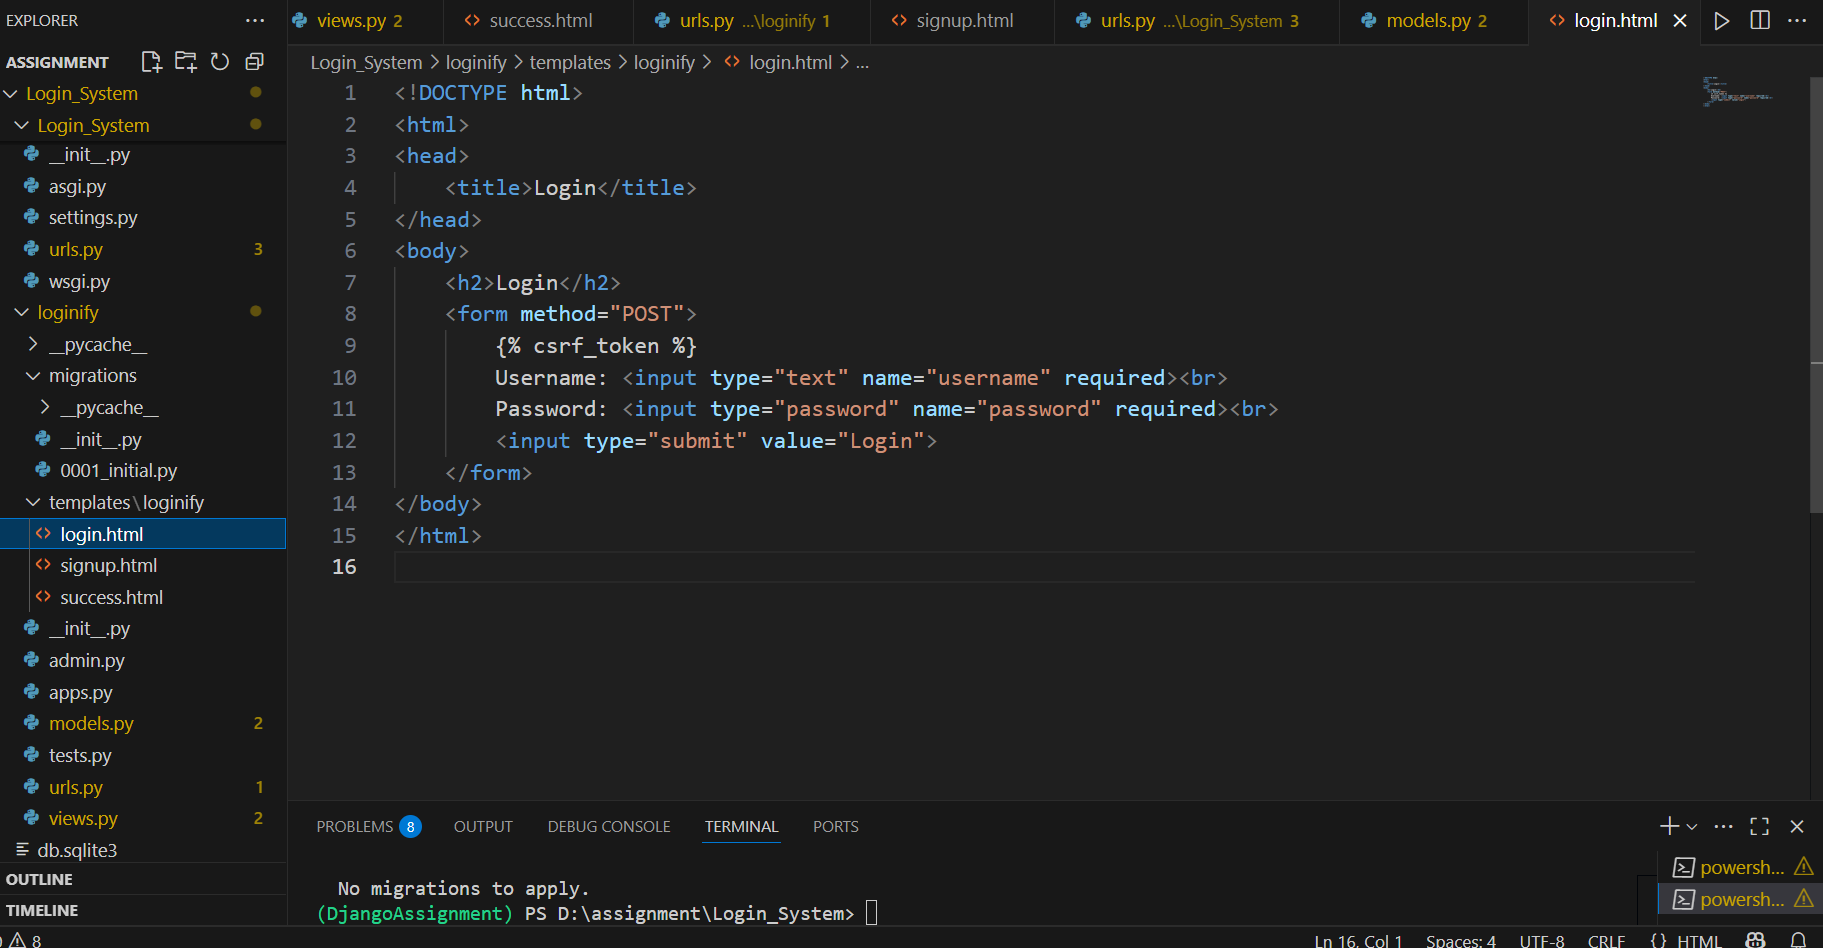 EXPLORER
ASSIGNMENT
Login_System
Login_System
__init__.py
asgi.py
settings.py
urls.py 3
wsgi.py
loginify
__pycache__
migrations
__pycache__
__init__.py
0001_initial.py
templates\loginify
login.html
signup.html
success.html
__init__.py
admin.py
apps.py
models.py 2
tests.py
urls.py 1
views.py 2
db.sqlite3
OUTLINE
TIMELINE
views.py 2 success.html urls.py ...\loginify 1 signup.html urls.py ...\Login_System 3 models.py 2 login.html
Login_System > loginify > templates > loginify > login.html > ...
1 <!DOCTYPE html>
2 <html>
3 <head>
4 <title>Login</title>
5 </head>
6 <body>
7 <h2>Login</h2>
8 <form method="POST">
9 {% csrf_token %}
10 Username: <input type="text" name="username" required><br>
11 Password: <input type="password" name="password" required><br>
12 <input type="submit" value="Login">
13 </form>
14 </body>
15 </html>
16
PROBLEMS 8 OUTPUT DEBUG CONSOLE TERMINAL PORTS
No migrations to apply.
(DjangoAssignment) PS D:\assignment\Login_System>
powersh...
powersh...
8 Ln 16, Col 1 Spaces: 4 UTF-8 CRLF {} HTML